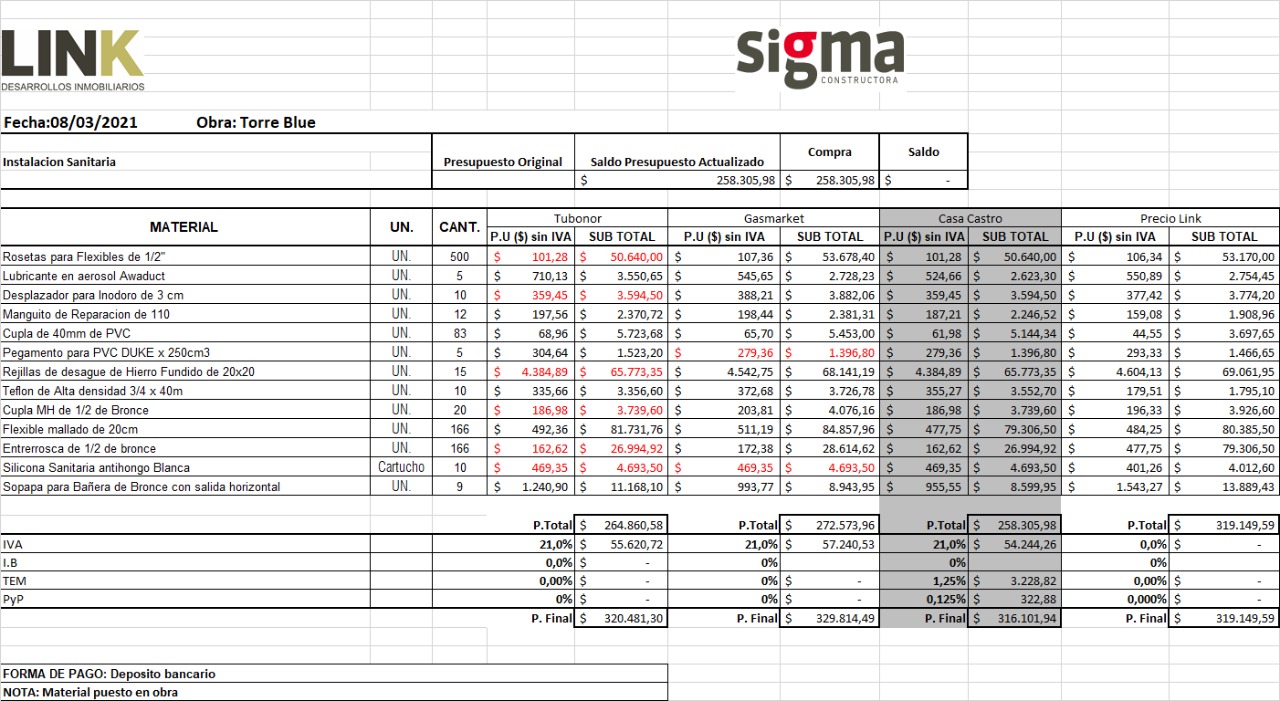 LINK
DESARROLLOS INMOBILIARIOS
sigma
CONSTRUCTORA
Fecha:08/03/2021 Obra: Torre Blue
Instalacion Sanitaria Presupuesto Original Saldo Presupuesto Actualizado Compra Saldo
$ 258.305,98 $ 258.305,98 $ -
MATERIAL UN. CANT. Tubonor Gasmarket Casa Castro Precio Link
P.U ($) sin IVA SUB TOTAL P.U ($) sin IVA SUB TOTAL P.U ($) sin IVA SUB TOTAL P.U ($) sin IVA SUB TOTAL
Rosetas para Flexibles de 1/2" UN. 500 $ 101,28 $ 50.640,00 $ 107,36 $ 53.678,40 $ 101,28 $ 50.640,00 $ 106,34 $ 53.170,00
Lubricante en aerosol Awaduct UN. 5 $ 710,13 $ 3.550,65 $ 545,65 $ 2.728,23 $ 524,66 $ 2.623,30 $ 550,89 $ 2.754,45
Desplazador para Inodoro de 3 cm UN. 10 $ 359,45 $ 3.594,50 $ 388,21 $ 3.882,06 $ 359,45 $ 3.594,50 $ 377,42 $ 3.774,20
Manguito de Reparacion de 110 UN. 12 $ 197,56 $ 2.370,72 $ 198,44 $ 2.381,31 $ 187,21 $ 2.246,52 $ 159,08 $ 1.908,96
Cupla de 40mm de PVC UN. 83 $ 68,96 $ 5.723,68 $ 65,70 $ 5.453,00 $ 61,98 $ 5.144,34 $ 44,55 $ 3.697,65
Pegamento para PVC DUKE x 250cm3 UN. 5 $ 304,64 $ 1.523,20 $ 279,36 $ 1.396,80 $ 279,36 $ 1.396,80 $ 293,33 $ 1.466,65
Rejillas de desague de Hierro Fundido de 20x20 UN. 15 $ 4.384,89 $ 65.773,35 $ 4.542,75 $ 68.141,19 $ 4.384,89 $ 65.773,35 $ 4.604,13 $ 69.061,95
Teflon de Alta densidad 3/4 x 40m UN. 10 $ 335,66 $ 3.356,60 $ 372,68 $ 3.726,78 $ 355,27 $ 3.552,70 $ 179,51 $ 1.795,10
Cupla MH de 1/2 de Bronce UN. 20 $ 186,98 $ 3.739,60 $ 203,81 $ 4.076,16 $ 186,98 $ 3.739,60 $ 196,33 $ 3.926,60
Flexible mallado de 20cm UN. 166 $ 492,36 $ 81.731,76 $ 511,19 $ 84.857,96 $ 477,75 $ 79.306,50 $ 484,25 $ 80.385,50
Entrerrosca de 1/2 de bronce UN. 166 $ 162,62 $ 26.994,92 $ 172,38 $ 28.614,62 $ 162,62 $ 26.994,92 $ 477,75 $ 79.306,50
Silicona Sanitaria antihongo Blanca Cartucho 10 $ 469,35 $ 4.693,50 $ 469,35 $ 4.693,50 $ 469,35 $ 4.693,50 $ 401,26 $ 4.012,60
Sopapa para Bañera de Bronce con salida horizontal UN. 9 $ 1.240,90 $ 11.168,10 $ 993,77 $ 8.943,95 $ 955,55 $ 8.599,95 $ 1.543,27 $ 13.889,43
P.Total $ 264.860,58 P.Total $ 272.573,96 P.Total $ 258.305,98 P.Total $ 319.149,59
IVA 21,0% $ 55.620,72 21,0% $ 57.240,53 21,0% $ 54.244,26 0,0% $ -
I.B 0,0% $ - 0% 0% 0%
TEM 0,00% $ - 0% $ - 1,25% $ 3.228,82 0,00% $ -
PyP 0% $ - 0% $ - 0,125% $ 322,88 0,000% $ -
P. Final $ 320.481,30 P. Final $ 329.814,49 P. Final $ 316.101,94 P. Final $ 319.149,59
FORMA DE PAGO: Deposito bancario
NOTA: Material puesto en obra